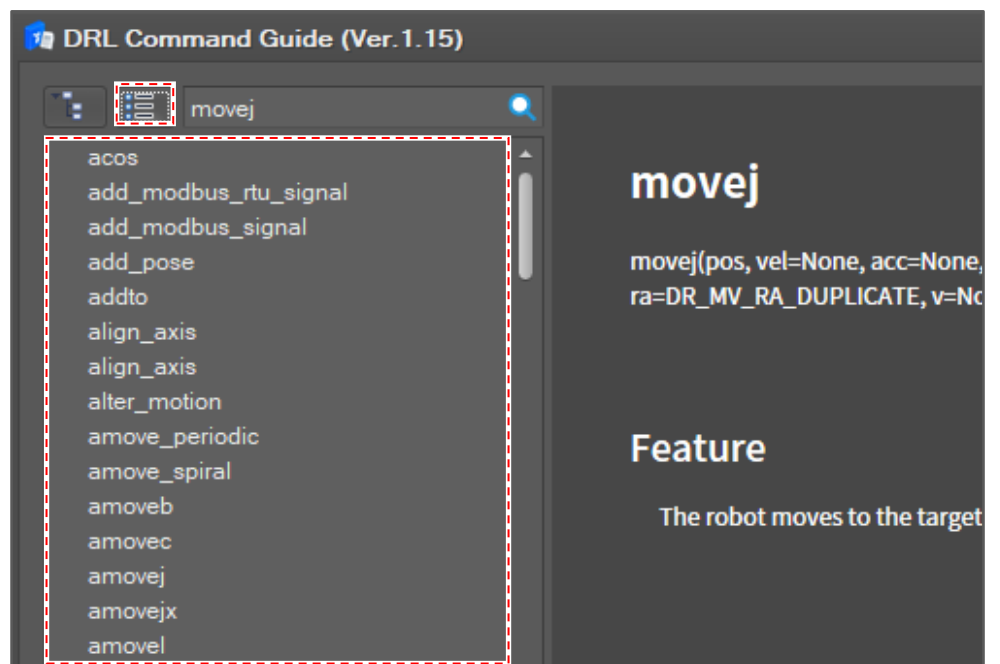 DRL Command Guide (Ver.1.15)
movej
acos
add_modbus_rtu_signal
add_modbus_signal
add_pose
addto
align_axis
align_axis
alter_motion
amove_periodic
amove_spiral
amoveb
amovec
amovej
amovejx
amovel
movej
movej(pos, vel=None, acc=None,
ra=DR_MV_RA_DUPLICATE, v=No
Feature
The robot moves to the target